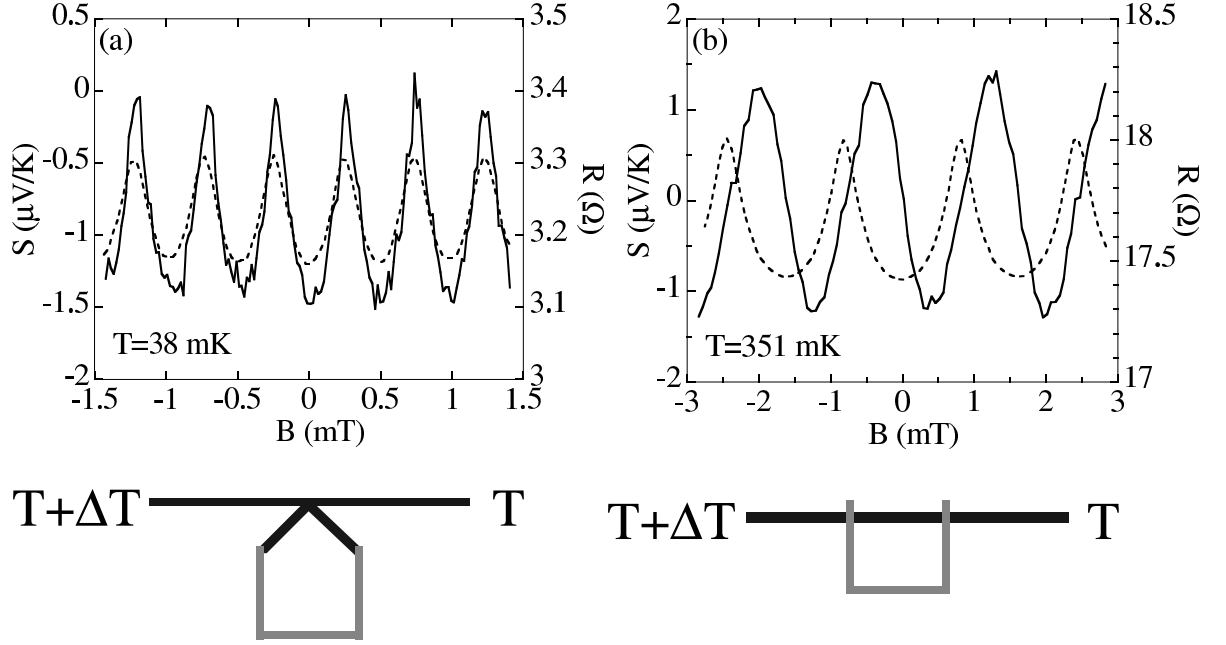 (a)
0.5
0
-0.5
-1
-1.5
-2
S (μV/K)
3.5
3.4
3.3
3.2
3.1
3
R (Ω)
T=38 mK
-1.5 -1 -0.5 0 0.5 1 1.5
B (mT)
(b)
2
1
0
-1
-2
S (μV/K)
18.5
18
17.5
17
R (Ω)
T=351 mK
-3 -2 -1 0 1 2 3
B (mT)
T+ΔT T
T+ΔT T